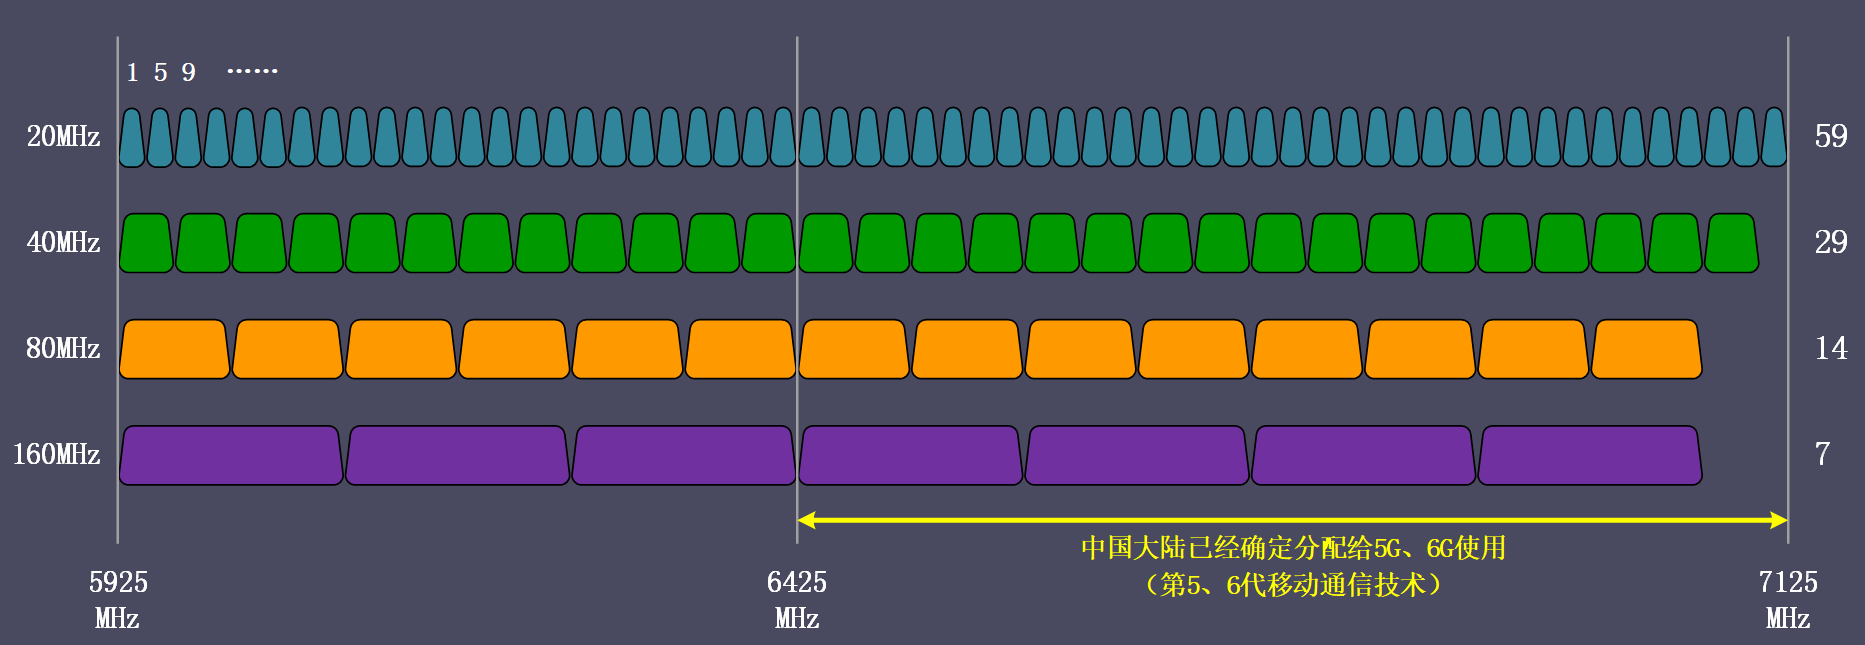 1 5 9 ……
20MHz
59
40MHz
29
80MHz
14
160MHz
7
中国大陆已经确定分配给5G、6G使用
（第5、6代移动通信技术）
5925
MHz
6425
MHz
7125
MHz